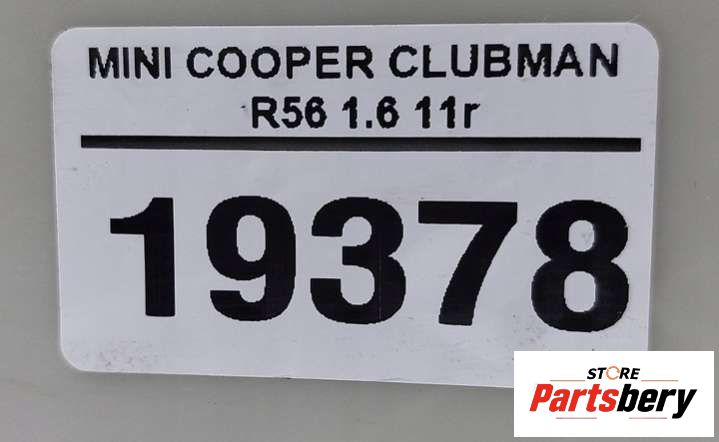 MINI COOPER CLUBMAN
R56 1.6 11r
19378
STORE
Partsbery